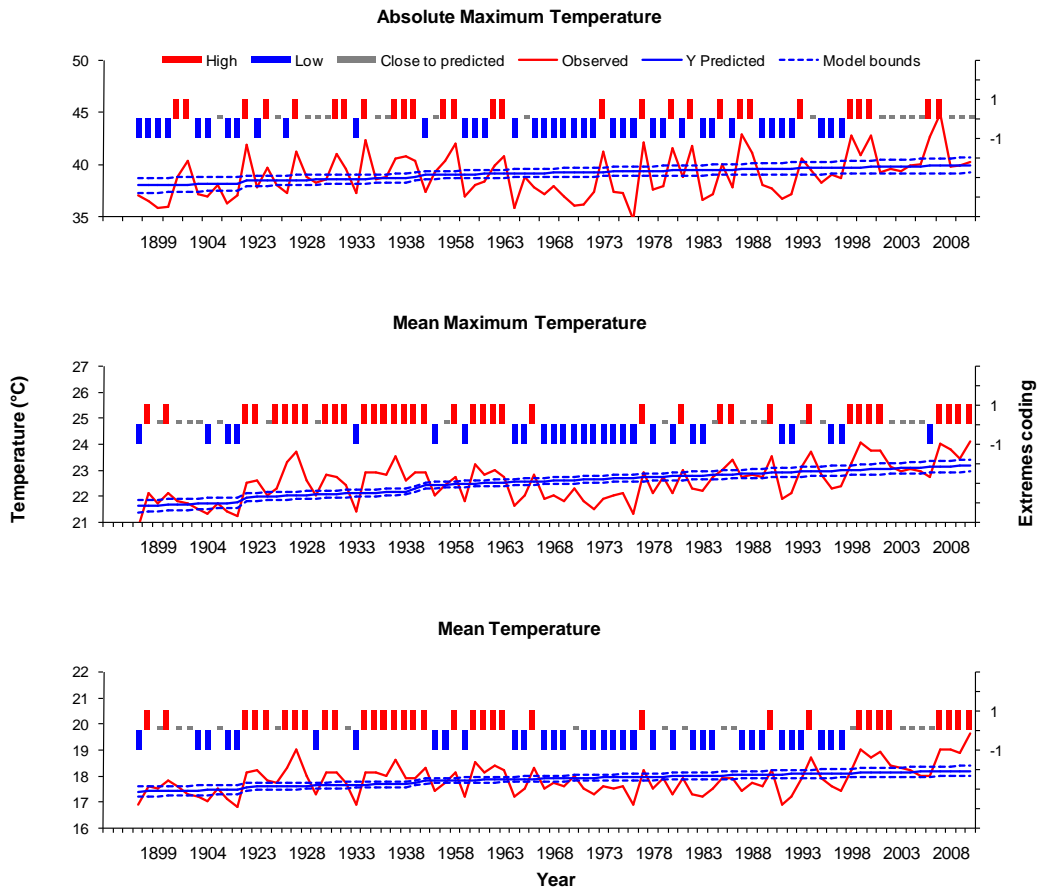 Absolute Maximum Temperature
High Low Close to predicted Observed Y Predicted Model bounds
50
45
40
35
1
-1
1899 1904 1923 1928 1933 1938 1958 1963 1968 1973 1978 1983 1988 1993 1998 2003 2008
Mean Maximum Temperature
27
26
25
24
23
22
21
1
-1
1899 1904 1923 1928 1933 1938 1958 1963 1968 1973 1978 1983 1988 1993 1998 2003 2008
Temperature (°C)
Extremes coding
Mean Temperature
22
21
20
19
18
17
16
1
-1
1899 1904 1923 1928 1933 1938 1958 1963 1968 1973 1978 1983 1988 1993 1998 2003 2008
Year